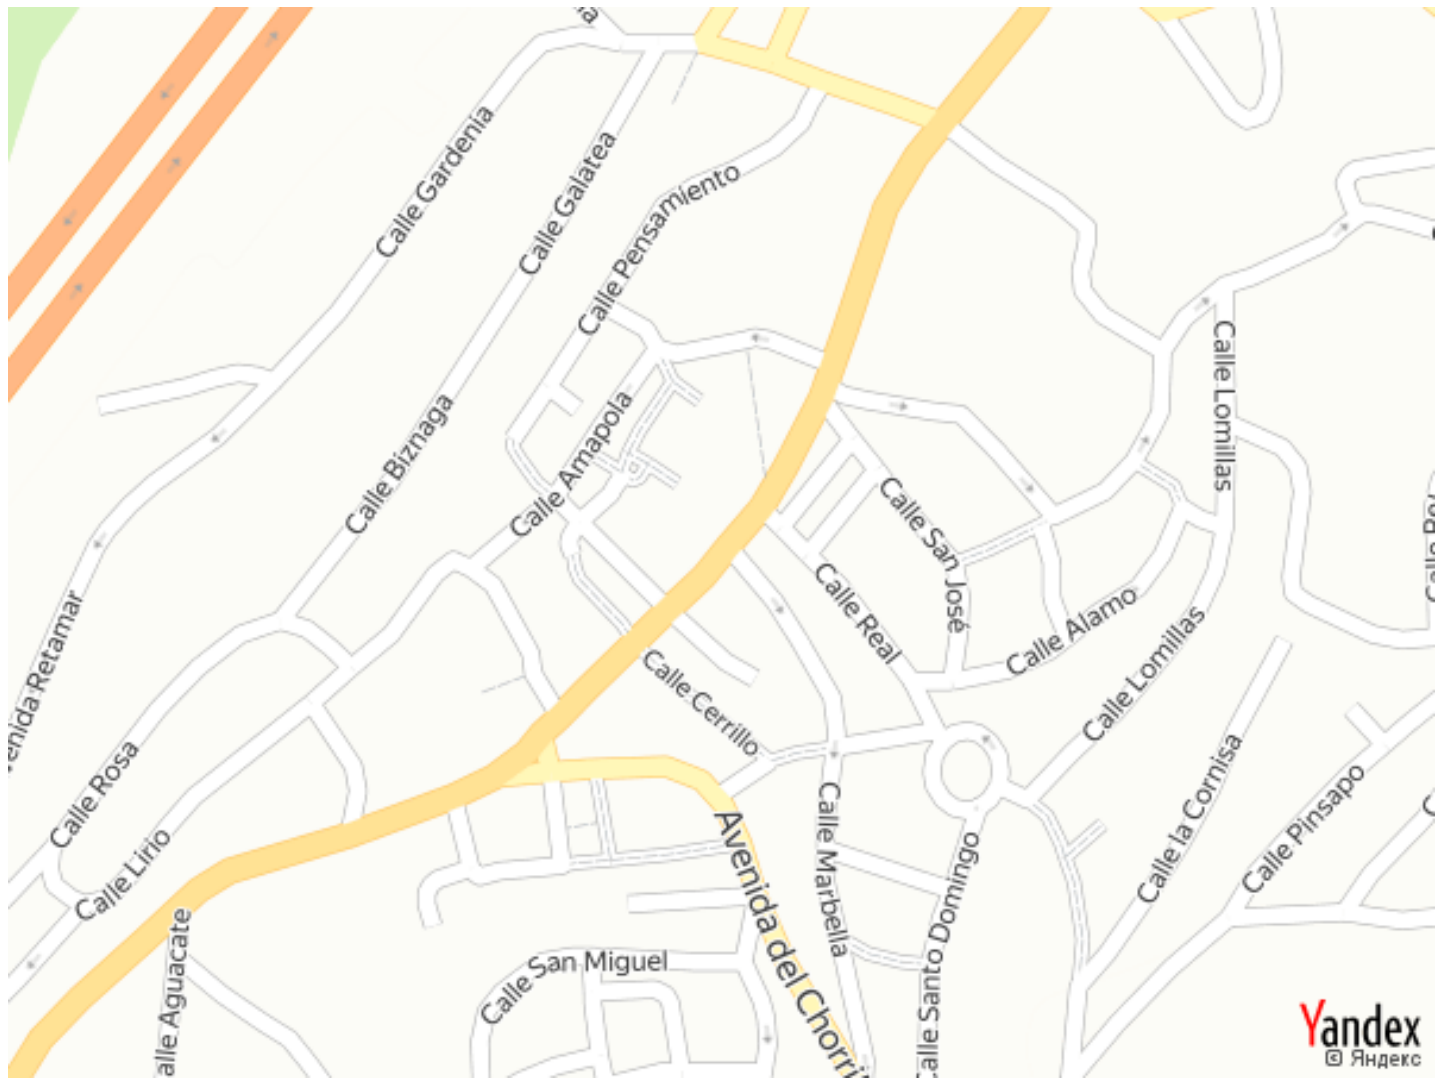 Calle Gardenia
Calle Galatea
Calle Pensamiento
Calle Biznaga
Calle Amapola
Calle Lomillas
Calle San José
Calle Real
Calle Alamo
Calle Lomillas
Calle Cerrillo
Calle Rosa
Calle Lirio
Calle la Cornisa
Calle Pinsapo
Calle Marbella
Avenida del Chorri
Calle Santo Domingo
Calle San Miguel
alle Aguacate
enida Retamar
Yandex
© Яндекс